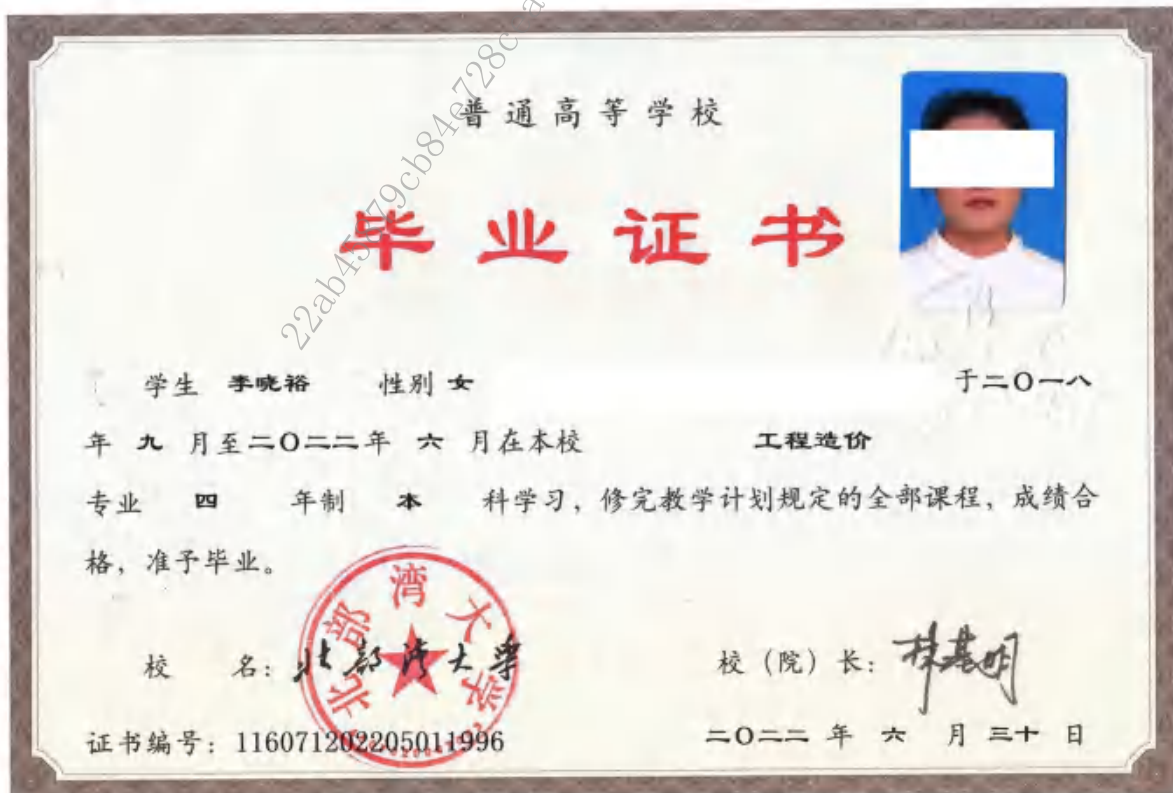 普通高等学校
毕业证书
学生 李晓裕 性别 女 于二〇一八
年 九 月至二〇二二年 六 月在本校 工程造价
专业 四 年制 本 科学习，修完教学计划规定的全部课程，成绩合
格，准予毕业。
北部湾大学
校 名：北部湾大学 校（院）长：
证书编号：116071202205011996 二〇二二 年 六 月 三十 日